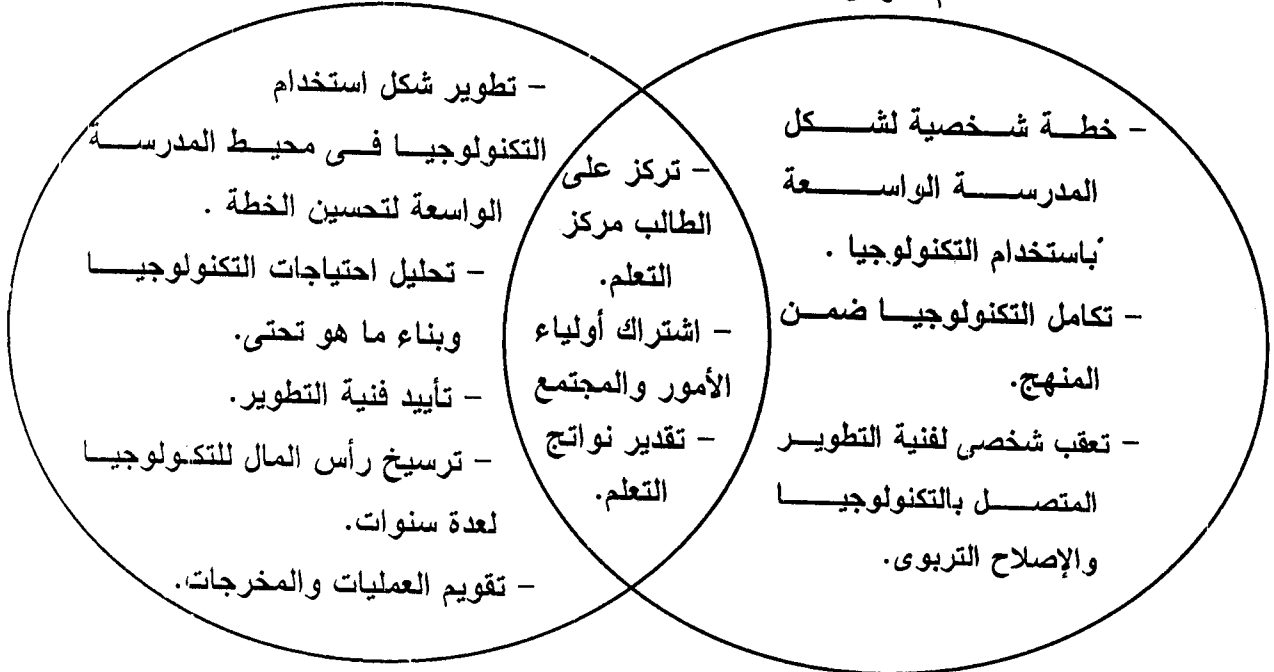 – خطة شخصية لشكل
المدرسة الواسعة
باستخدام التكنولوجيا .
– تكامل التكنولوجيا ضمن
المنهج.
– تعقب شخصى لفنية التطوير
المتصل بالتكنولوجيا
والإصلاح التربوى.
– تركز على
الطالب مركز
التعلم.
– اشتراك أولياء
الأمور والمجتمع
– تقدير نواتج
التعلم.
– تطوير شكل استخدام
التكنولوجيا فى محيط المدرسة
الواسعة لتحسين الخطة .
– تحليل احتياجات التكنولوجيا
وبناء ما هو تحتى.
– تأييد فنية التطوير.
– ترسيخ رأس المال للتكنولوجيا
لعدة سنوات.
– تقويم العمليات والمخرجات.